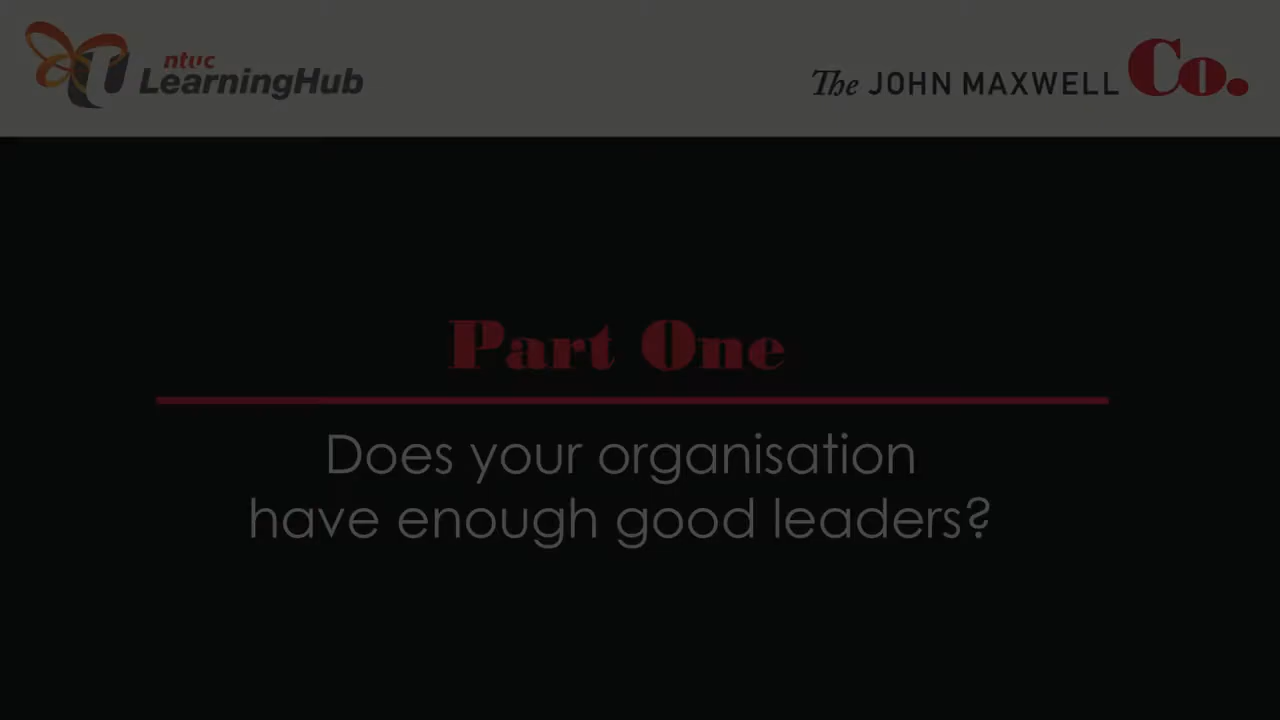 ntuc
LearningHub
The JOHN MAXWELL Co.
Part One
Does your organisation
have enough good leaders?